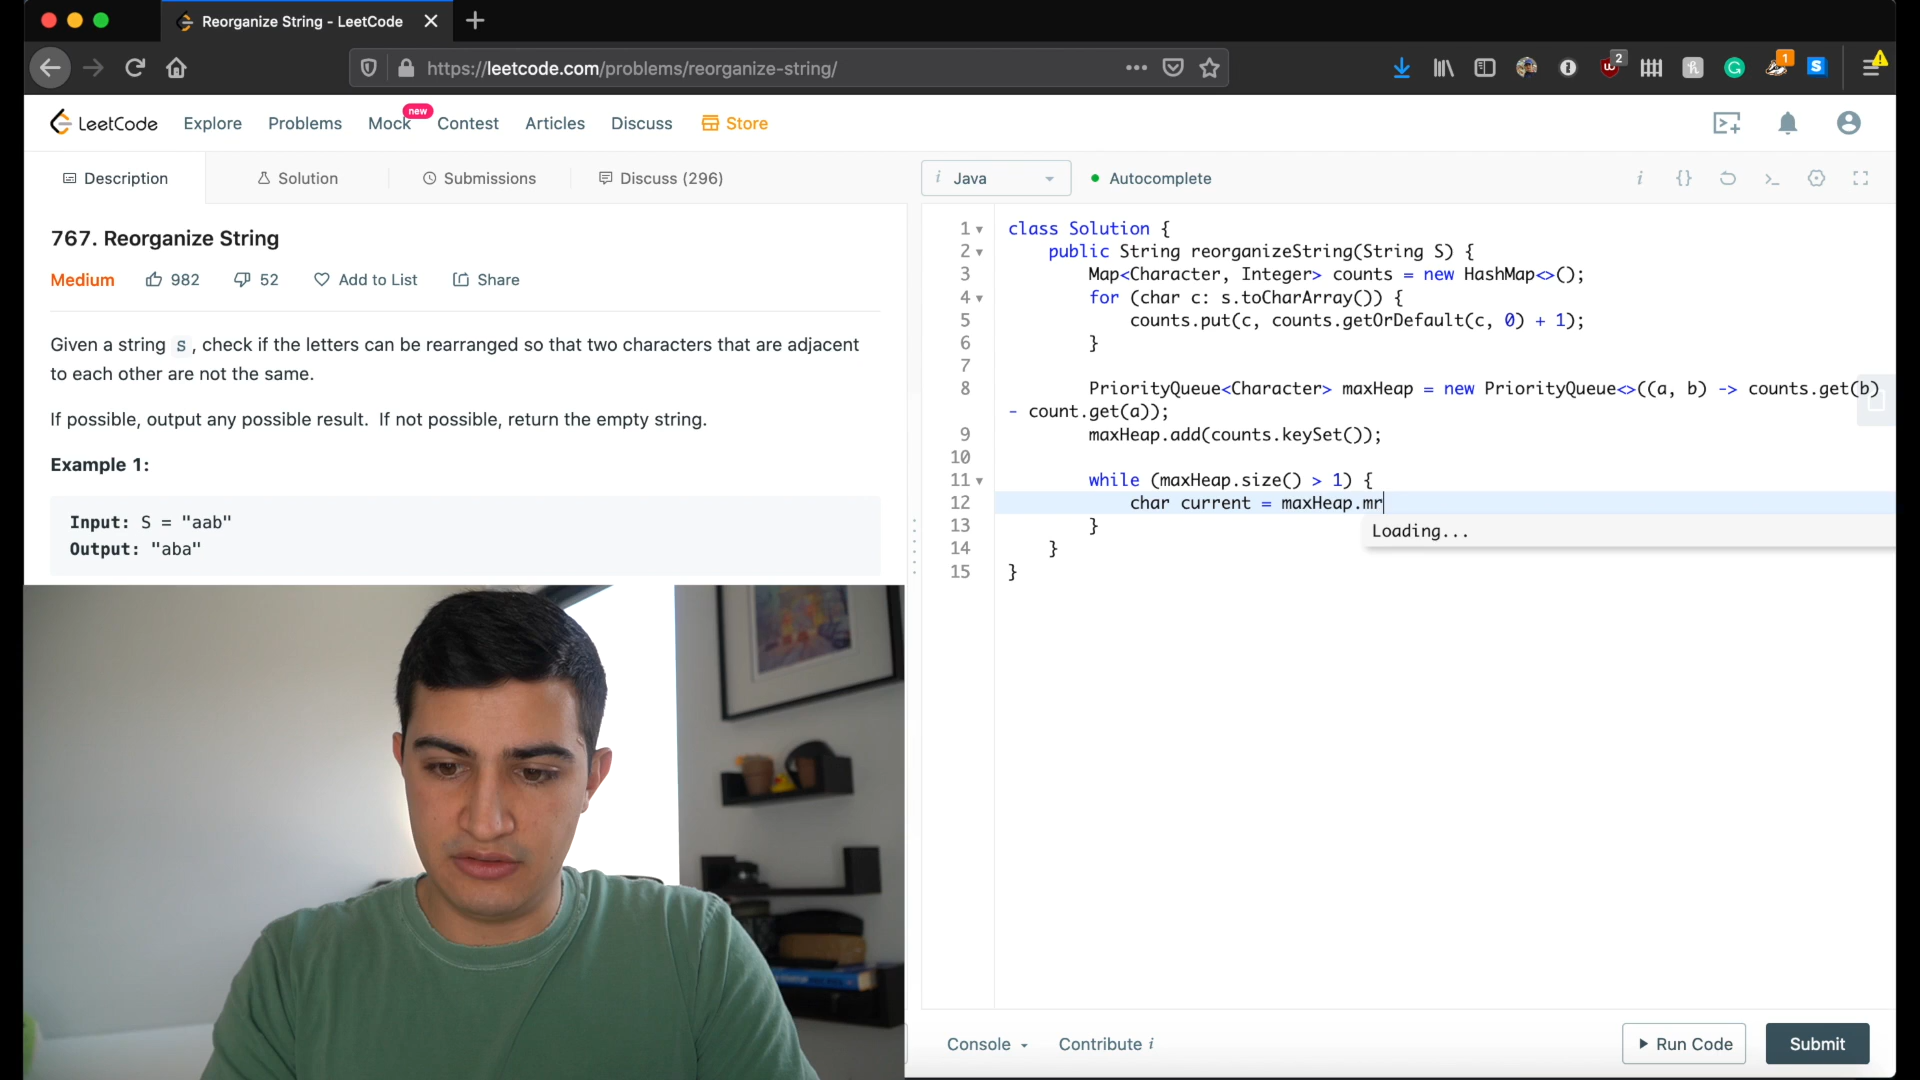 Reorganize String - LeetCode
https://leetcode.com/problems/reorganize-string/
2
1
LeetCode
Explore
Problems
Mock
new
Contest
Articles
Discuss
Store
Description
Solution
Submissions
Discuss (296)
Java
Autocomplete
767. Reorganize String
Medium
982
52
Add to List
Share
Given a string S, check if the letters can be rearranged so that two characters that are adjacent
to each other are not the same.
If possible, output any possible result. If not possible, return the empty string.
Example 1:
Input: S = "aab"
Output: "aba"
1 class Solution {
2 public String reorganizeString(String S) {
3 Map<Character, Integer> counts = new HashMap<>();
4 for (char c: s.toCharArray()) {
5 counts.put(c, counts.getOrDefault(c, 0) + 1);
6 }
7
8 PriorityQueue<Character> maxHeap = new PriorityQueue<>((a, b) -> counts.get(b)
- count.get(a));
9 maxHeap.add(counts.keySet());
10
11 while (maxHeap.size() > 1) {
12 char current = maxHeap.mr
13 }
Loading...
14 }
15 }
Console
Contribute i
Run Code
Submit